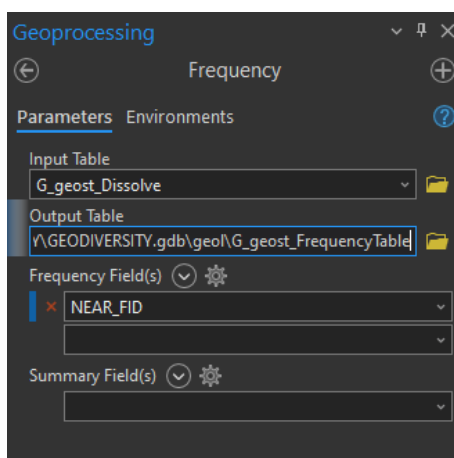 Geoprocessing
Frequency
Parameters Environments
Input Table
G_geost_Dissolve
Output Table
r\GEODIVERSITY.gdb\geol\G_geost_FrequencyTable
Frequency Field(s)
NEAR_FID
Summary Field(s)